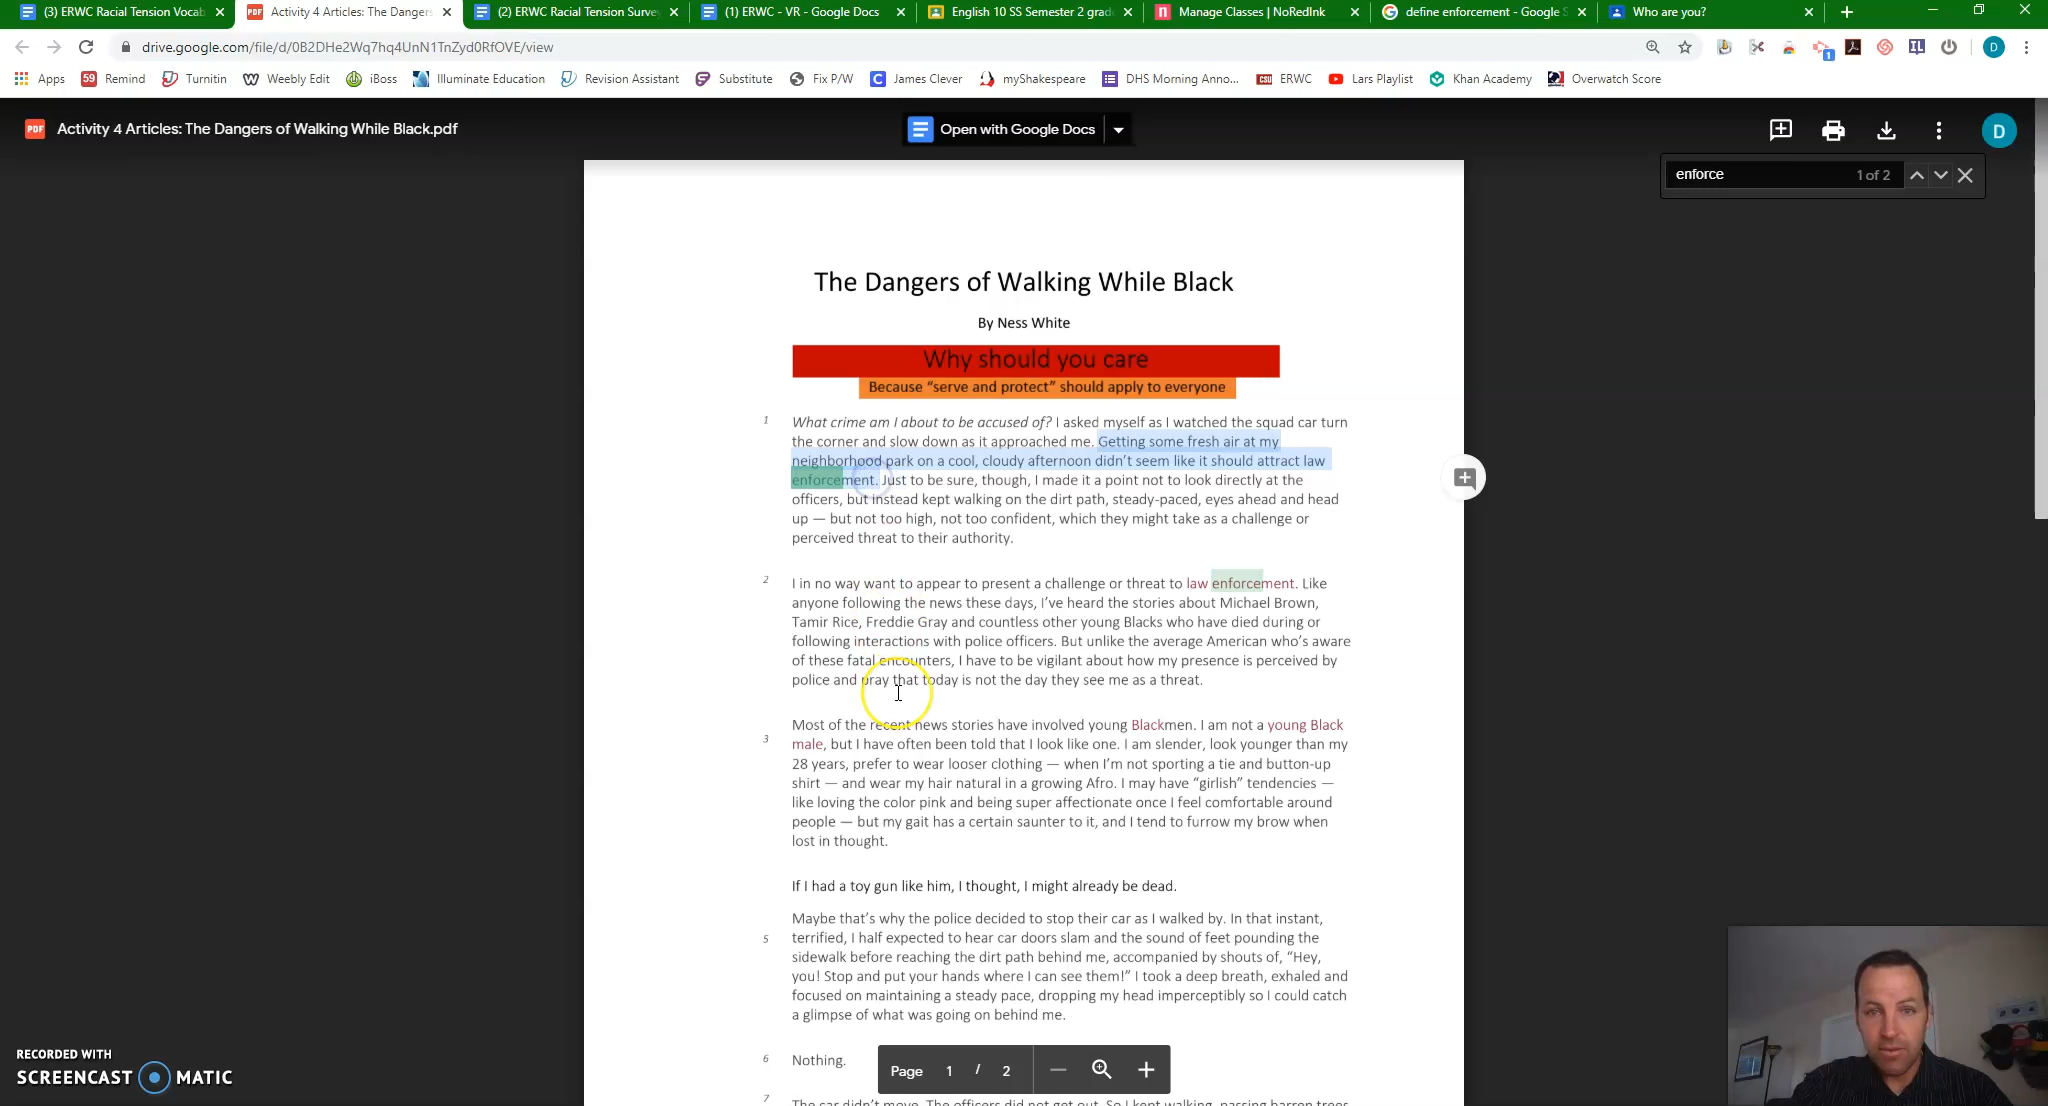 (3) ERWC Racial Tension Vocab
Activity 4 Articles: The Dangers
(2) ERWC Racial Tension Surve
(1) ERWC - VR - Google Docs
English 10 SS Semester 2 grad
Manage Classes | NoRedInk
define enforcement - Google S
Who are you?
drive.google.com/file/d/0B2DHe2Wq7hq4UnN1TnZyd0RfOVE/view
D
Apps
59 Remind
Turnitin
Weebly Edit
iBoss
Illuminate Education
Revision Assistant
Substitute
Fix P/W
James Clever
myShakespeare
DHS Morning Anno...
ERWC
Lars Playlist
Khan Academy
Overwatch Score
PDF Activity 4 Articles: The Dangers of Walking While Black.pdf
Open with Google Docs
D
enforce 1 of 2
The Dangers of Walking While Black
By Ness White
Why should you care
Because “serve and protect” should apply to everyone
1 What crime am I about to be accused of? I asked myself as I watched the squad car turn
the corner and slow down as it approached me. Getting some fresh air at my
neighborhood park on a cool, cloudy afternoon didn’t seem like it should attract law
enforcement. Just to be sure, though, I made it a point not to look directly at the
officers, but instead kept walking on the dirt path, steady-paced, eyes ahead and head
up — but not too high, not too confident, which they might take as a challenge or
perceived threat to their authority.
2 I in no way want to appear to present a challenge or threat to law enforcement. Like
anyone following the news these days, I’ve heard the stories about Michael Brown,
Tamir Rice, Freddie Gray and countless other young Blacks who have died during or
following interactions with police officers. But unlike the average American who’s aware
of these fatal encounters, I have to be vigilant about how my presence is perceived by
police and pray that today is not the day they see me as a threat.
Most of the recent news stories have involved young Blackmen. I am not a young Black
3 male, but I have often been told that I look like one. I am slender, look younger than my
28 years, prefer to wear looser clothing — when I’m not sporting a tie and button-up
shirt — and wear my hair natural in a growing Afro. I may have “girlish” tendencies —
like loving the color pink and being super affectionate once I feel comfortable around
people — but my gait has a certain saunter to it, and I tend to furrow my brow when
lost in thought.
If I had a toy gun like him, I thought, I might already be dead.
Maybe that’s why the police decided to stop their car as I walked by. In that instant,
5 terrified, I half expected to hear car doors slam and the sound of feet pounding the
sidewalk before reaching the dirt path behind me, accompanied by shouts of, “Hey,
you! Stop and put your hands where I can see them!” I took a deep breath, exhaled and
focused on maintaining a steady pace, dropping my head imperceptibly so I could catch
a glimpse of what was going on behind me.
6 Nothing.
7 The car didn’t move. The officers did not get out. So I kept walking, passing barren trees
Page 1 / 2
RECORDED WITH
SCREENCAST MATIC